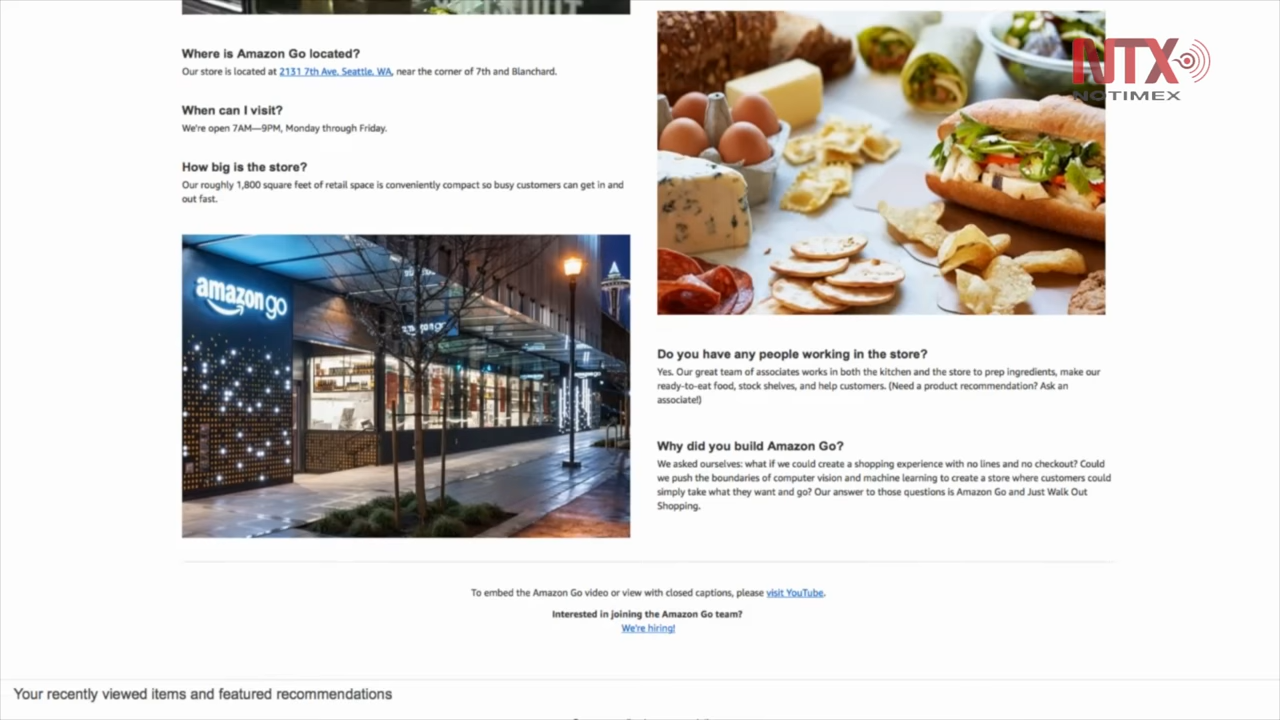 Where is Amazon Go located?
Our store is located at 2131 7th Ave, Seattle, WA, near the corner of 7th and Blanchard.
When can I visit?
We're open 7AM—9PM, Monday through Friday.
How big is the store?
Our roughly 1,800 square feet of retail space is conveniently compact so busy customers can get in and
out fast.
amazon go
amazon go
NTX
NOTIMEX
Do you have any people working in the store?
Yes. Our great team of associates works in both the kitchen and the store to prep ingredients, make our
ready-to-eat food, stock shelves, and help customers. (Need a product recommendation? Ask an
associate!)
Why did you build Amazon Go?
We asked ourselves: what if we could create a shopping experience with no lines and no checkout? Could
we push the boundaries of computer vision and machine learning to create a store where customers could
simply take what they want and go? Our answer to those questions is Amazon Go and Just Walk Out
Shopping.
To embed the Amazon Go video or view with closed captions, please visit YouTube.
Interested in joining the Amazon Go team?
We're hiring!
Your recently viewed items and featured recommendations